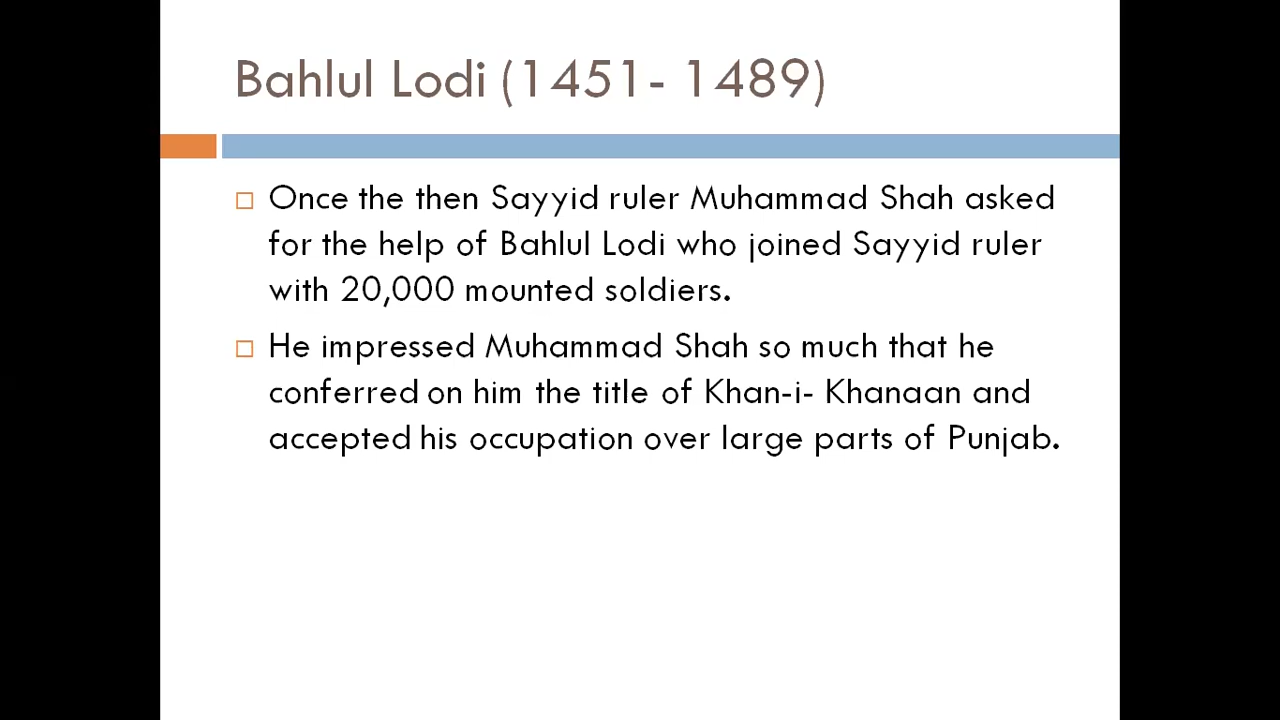 Bahlul Lodi (1451- 1489)
Once the then Sayyid ruler Muhammad Shah asked
for the help of Bahlul Lodi who joined Sayyid ruler
with 20,000 mounted soldiers.
He impressed Muhammad Shah so much that he
conferred on him the title of Khan-i- Khanaan and
accepted his occupation over large parts of Punjab.